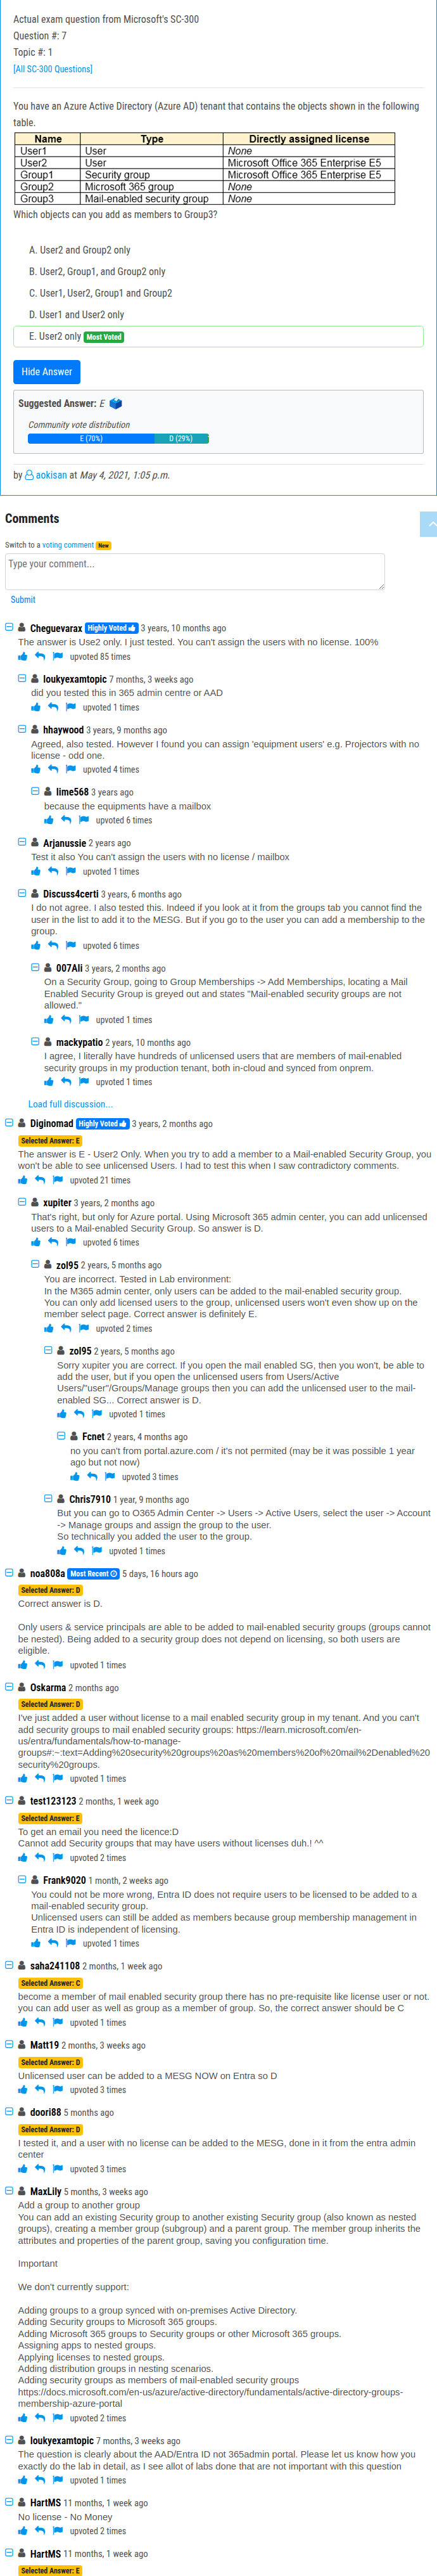 Actual exam question from Microsoft's SC-300
Question #: 7
Topic #: 1
[All SC-300 Questions]
You have an Azure Active Directory (Azure AD) tenant that contains the objects shown in the following
table.
Name Type Directly assigned license
User1 User None
User2 User Microsoft Office 365 Enterprise E5
Group1 Security group Microsoft Office 365 Enterprise E5
Group2 Microsoft 365 group None
Group3 Mail-enabled security group None
Which objects can you add as members to Group3?
A. User2 and Group2 only
B. User2, Group1, and Group2 only
C. User1, User2, Group1 and Group2
D. User1 and User2 only
E. User2 only Most Voted
Hide Answer
Suggested Answer: E
Community vote distribution
E (70%) D (29%)
by aokisan at May 4, 2021, 1:05 p.m.
Comments
Switch to a voting comment New
Type your comment...
Submit
Cheguevarax Highly Voted 3 years, 10 months ago
The answer is Use2 only. I just tested. You can't assign the users with no license. 100%
upvoted 85 times
loukyexamtopic 7 months, 3 weeks ago
did you tested this in 365 admin centre or AAD
upvoted 1 times
hhaywood 3 years, 9 months ago
Agreed, also tested. However I found you can assign 'equipment users' e.g. Projectors with no
license - odd one.
upvoted 4 times
lime568 3 years ago
because the equipments have a mailbox
upvoted 6 times
Arjanussie 2 years ago
Test it also You can't assign the users with no license / mailbox
upvoted 1 times
Discuss4certi 3 years, 6 months ago
I do not agree. I also tested this. Indeed if you look at it from the groups tab you cannot find the
user in the list to add it to the MESG. But if you go to the user you can add a membership to the
group.
upvoted 6 times
007Ali 3 years, 2 months ago
On a Security Group, going to Group Memberships -> Add Memberships, locating a Mail
Enabled Security Group is greyed out and states "Mail-enabled security groups are not
allowed."
upvoted 1 times
mackypatio 2 years, 10 months ago
I agree, I literally have hundreds of unlicensed users that are members of mail-enabled
security groups in my production tenant, both in-cloud and synced from onprem.
upvoted 1 times
Load full discussion...
Diginomad Highly Voted 3 years, 2 months ago
Selected Answer: E
The answer is E - User2 Only. When you try to add a member to a Mail-enabled Security Group, you
won't be able to see unlicensed Users. I had to test this when I saw contradictory comments.
upvoted 21 times
xupiter 3 years, 2 months ago
That's right, but only for Azure portal. Using Microsoft 365 admin center, you can add unlicensed
users to a Mail-enabled Security Group. So answer is D.
upvoted 6 times
zol95 2 years, 5 months ago
You are incorrect. Tested in Lab environment:
In the M365 admin center, only users can be added to the mail-enabled security group.
You can only add licensed users to the group, unlicensed users won't even show up on the
member select page. Correct answer is definitely E.
upvoted 2 times
zol95 2 years, 5 months ago
Sorry xupiter you are correct. If you open the mail enabled SG, then you won't, be able to
add the user, but if you open the unlicensed users from Users/Active
Users/"user"/Groups/Manage groups then you can add the unlicensed user to the mail-
enabled SG... Correct answer is D.
upvoted 1 times
Fcnet 2 years, 4 months ago
no you can't from portal.azure.com / it's not permited (may be it was possible 1 year
ago but not now)
upvoted 3 times
Chris7910 1 year, 9 months ago
But you can go to O365 Admin Center -> Users -> Active Users, select the user -> Account
-> Manage groups and assign the group to the user.
So technically you added the user to the group.
upvoted 1 times
noa808a Most Recent 5 days, 16 hours ago
Selected Answer: D
Correct answer is D.
Only users & service principals are able to be added to mail-enabled security groups (groups cannot
be nested). Being added to a security group does not depend on licensing, so both users are
eligible.
upvoted 1 times
Oskarma 2 months ago
Selected Answer: D
I've just added a user without license to a mail enabled security group in my tenant. And you can't
add security groups to mail enabled security groups: https://learn.microsoft.com/en-
us/entra/fundamentals/how-to-manage-
groups#:~:text=Adding%20security%20groups%20as%20members%20of%20mail%2Denabled%20
security%20groups.
upvoted 1 times
test123123 2 months, 1 week ago
Selected Answer: E
To get an email you need the licence:D
Cannot add Security groups that may have users without licenses duh.! ^^
upvoted 2 times
Frank9020 1 month, 2 weeks ago
You could not be more wrong, Entra ID does not require users to be licensed to be added to a
mail-enabled security group.
Unlicensed users can still be added as members because group membership management in
Entra ID is independent of licensing.
upvoted 1 times
saha241108 2 months, 1 week ago
Selected Answer: C
become a member of mail enabled security group there has no pre-requisite like license user or not.
you can add user as well as group as a member of group. So, the correct answer should be C
upvoted 1 times
Matt19 2 months, 3 weeks ago
Selected Answer: D
Unlicensed user can be added to a MESG NOW on Entra so D
upvoted 3 times
doori88 5 months ago
Selected Answer: D
I tested it, and a user with no license can be added to the MESG, done in it from the entra admin
center
upvoted 3 times
MaxLily 5 months, 3 weeks ago
Add a group to another group
You can add an existing Security group to another existing Security group (also known as nested
groups), creating a member group (subgroup) and a parent group. The member group inherits the
attributes and properties of the parent group, saving you configuration time.
Important
We don't currently support:
Adding groups to a group synced with on-premises Active Directory.
Adding Security groups to Microsoft 365 groups.
Adding Microsoft 365 groups to Security groups or other Microsoft 365 groups.
Assigning apps to nested groups.
Applying licenses to nested groups.
Adding distribution groups in nesting scenarios.
Adding security groups as members of mail-enabled security groups
https://docs.microsoft.com/en-us/azure/active-directory/fundamentals/active-directory-groups-
membership-azure-portal
upvoted 2 times
loukyexamtopic 7 months, 3 weeks ago
The question is clearly about the AAD/Entra ID not 365admin portal. Please let us know how you
exactly do the lab in detail, as I see allot of labs done that are not important with this question
upvoted 1 times
HartMS 11 months, 1 week ago
No license - No Money
upvoted 2 times
HartMS 11 months, 1 week ago
Selected Answer: E